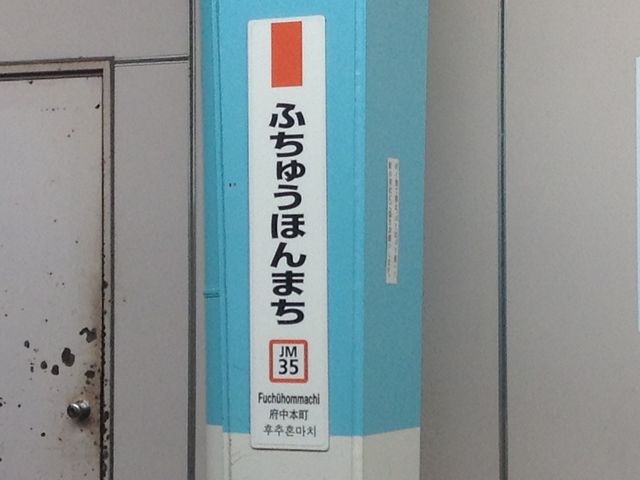 ふちゅうほんまち
JM
35
Fuchūhommachi
府中本町
후추혼마치